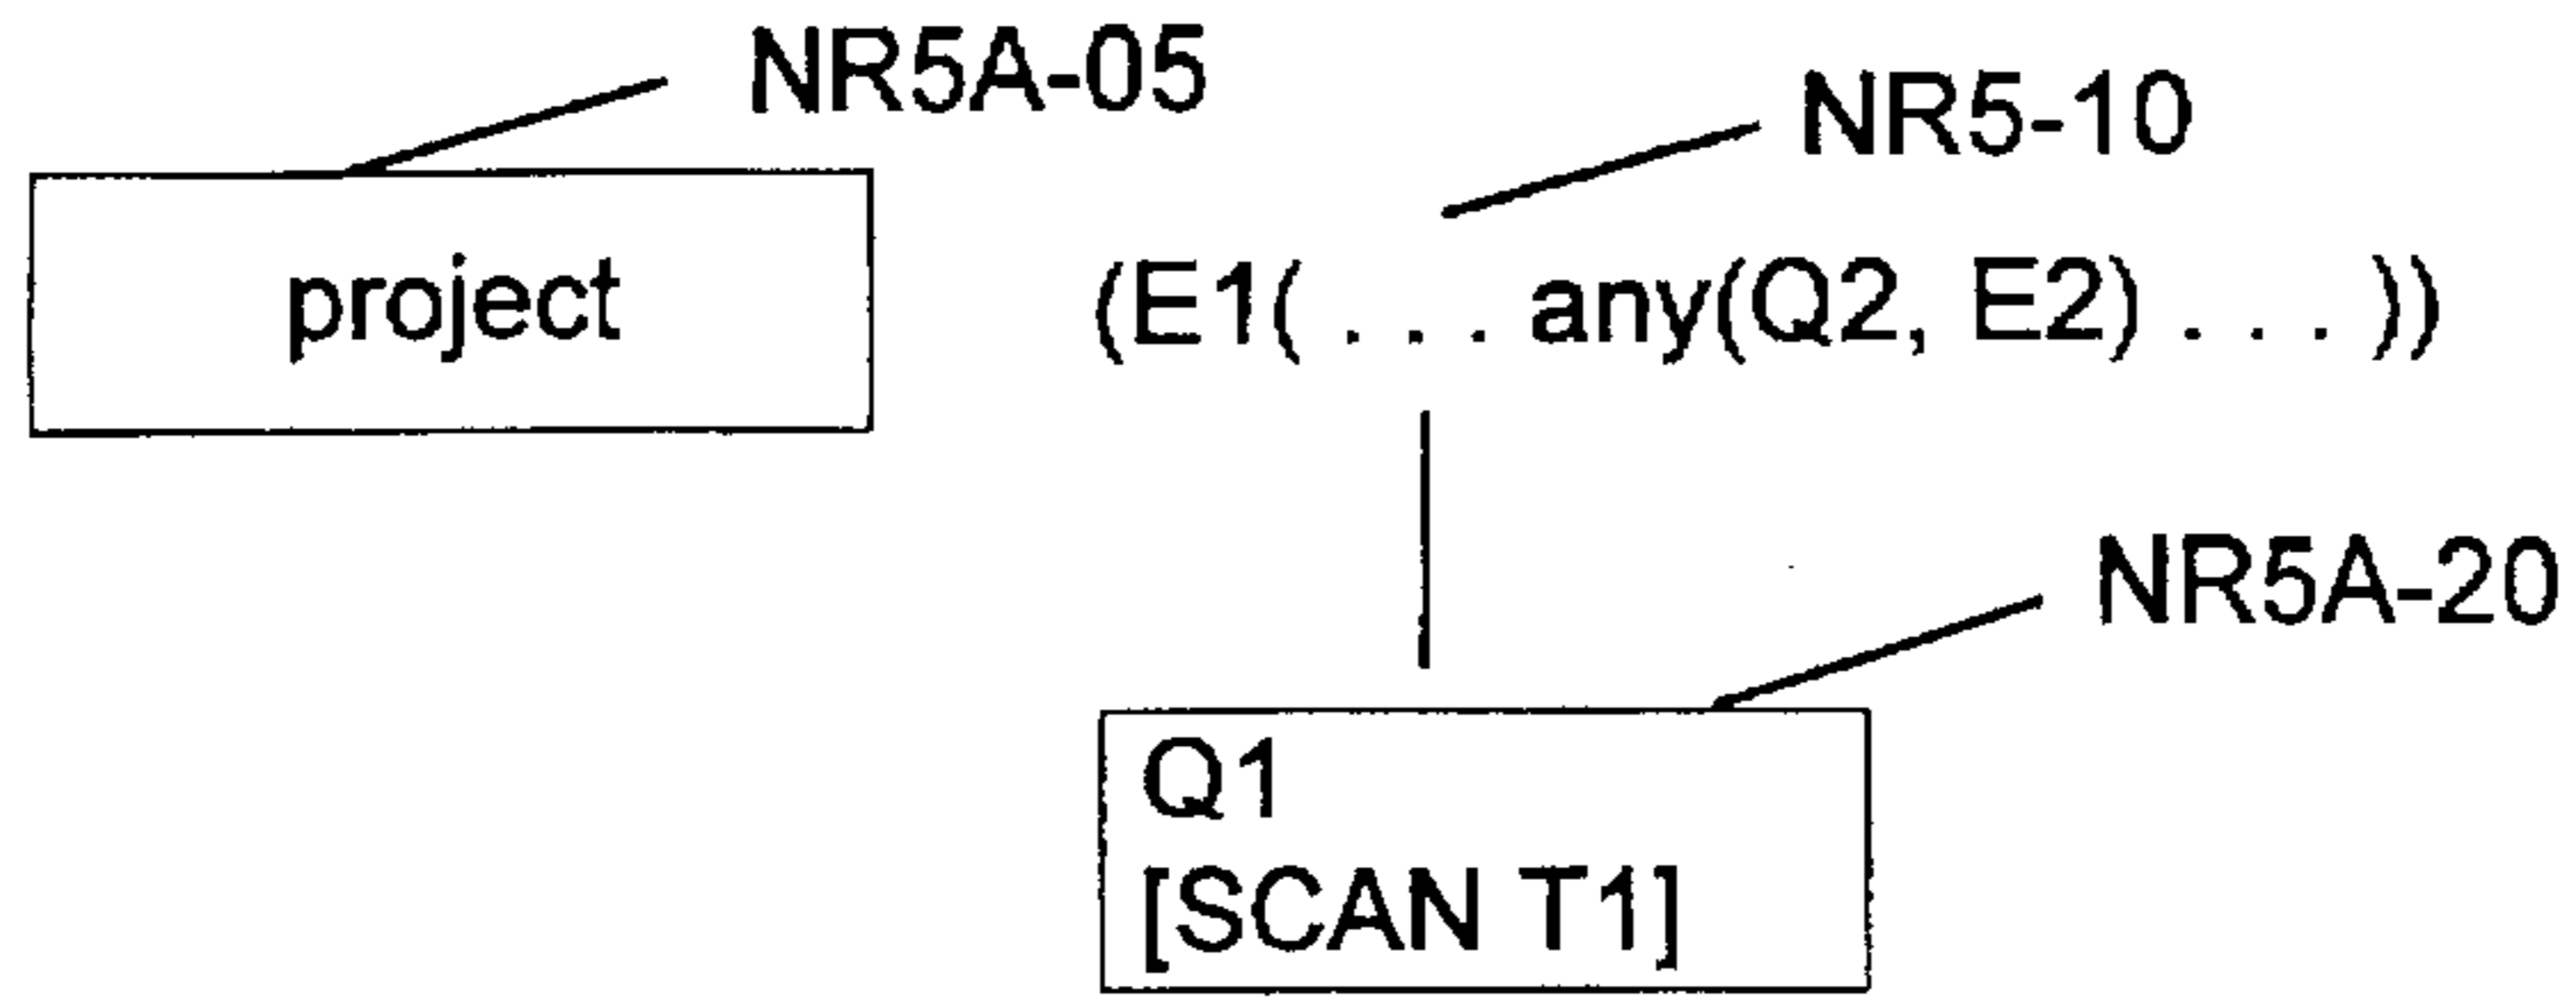 NR5A-05
NR5-10
project
(E1( . . . any(Q2, E2) . . . ))
NR5A-20
Q1
[SCAN T1]